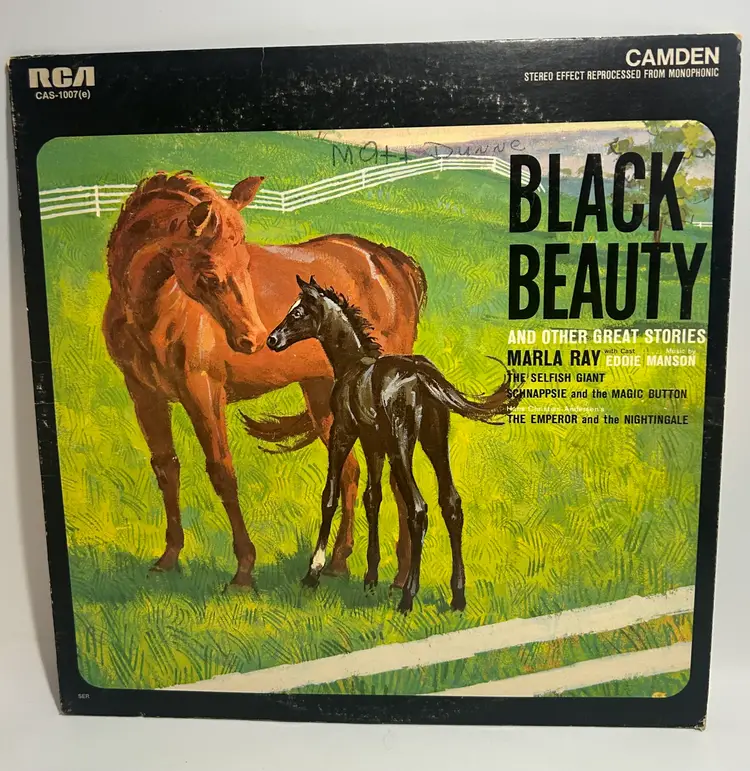 RCA
CAS-1007(e)
CAMDEN
STEREO EFFECT REPROCESSED FROM MONOPHONIC
Matt Dunne
BLACK
BEAUTY
AND OTHER GREAT STORIES
MARLA RAY with Cast Music by EDDIE MANSON
THE SELFISH GIANT
SCHNAPPSIE and the MAGIC BUTTON
Hans Christian Andersen's
THE EMPEROR and the NIGHTINGALE
SER